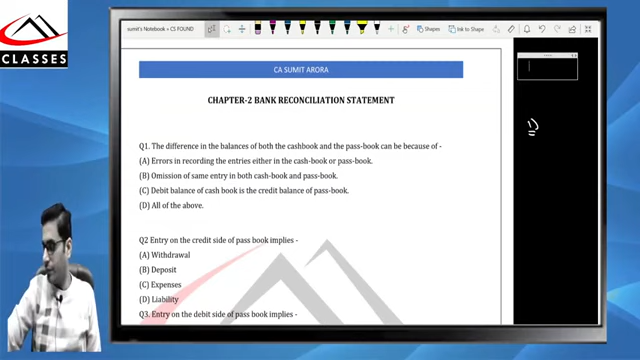 CLASSES
sumit's Notebook » CS FOUND
Shapes
Ink to Shape
CA SUMIT ARORA
CHAPTER-2 BANK RECONCILIATION STATEMENT
Q1. The difference in the balances of both the cashbook and the pass-book can be because of -
(A) Errors in recording the entries either in the cash-book or pass-book.
(B) Omission of same entry in both cash-book and pass-book.
(C) Debit balance of cash book is the credit balance of pass-book.
(D) All of the above.
Q2 Entry on the credit side of pass book implies -
(A) Withdrawal
(B) Deposit
(C) Expenses
(D) Liability
Q3. Entry on the debit side of pass book implies -